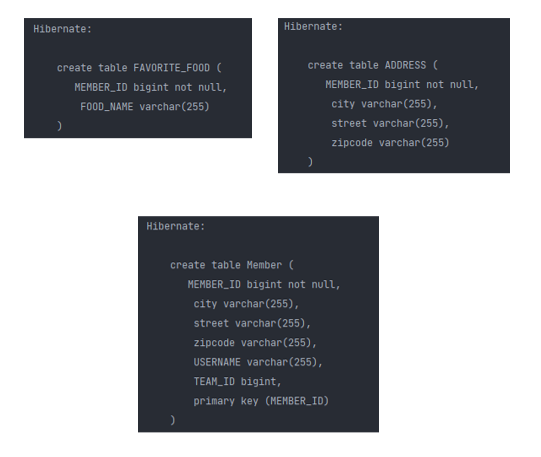 Hibernate:
create table FAVORITE_FOOD (
MEMBER_ID bigint not null,
FOOD_NAME varchar(255)
)
Hibernate:
create table ADDRESS (
MEMBER_ID bigint not null,
city varchar(255),
street varchar(255),
zipcode varchar(255)
)
Hibernate:
create table Member (
MEMBER_ID bigint not null,
city varchar(255),
street varchar(255),
zipcode varchar(255),
USERNAME varchar(255),
TEAM_ID bigint,
primary key (MEMBER_ID)
)